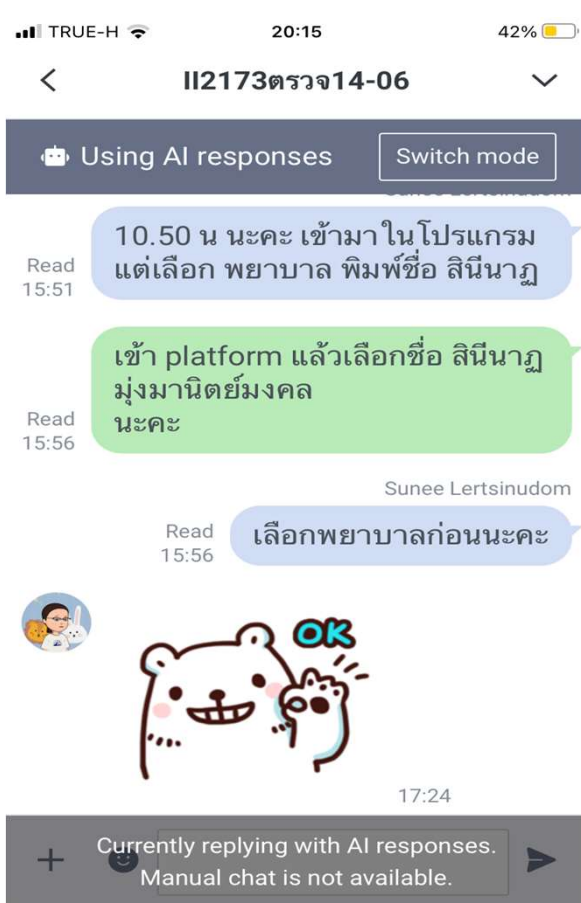 TRUE-H
20:15
42%
II2173ตรวจ14-06
Using AI responses
Switch mode
Sunee Lertsinudom
10.50 น นะคะ เข้ามาในโปรแกรม
แต่เลือก พยาบาล พิมพ์ชื่อ สินีนาฏ
Read
15:51
เข้า platform แล้วเลือกชื่อ สินีนาฏ
มุ่งมานิตย์มงคล
นะคะ
Read
15:56
Sunee Lertsinudom
เลือกพยาบาลก่อนนะคะ
Read
15:56
OK
17:24
Currently replying with AI responses.
Manual chat is not available.